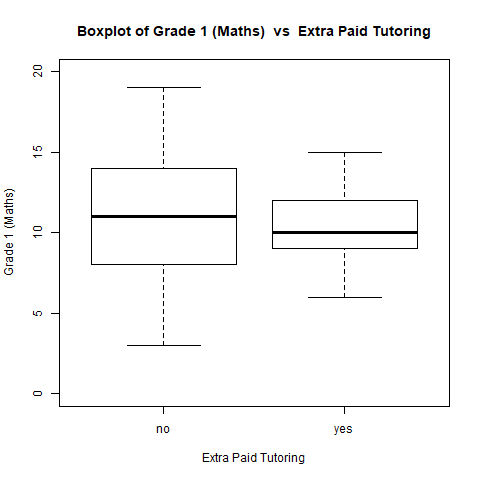 Boxplot of Grade 1 (Maths)  vs  Extra Paid Tutoring
Grade 1 (Maths)
20
15
10
5
0
no yes
Extra Paid Tutoring